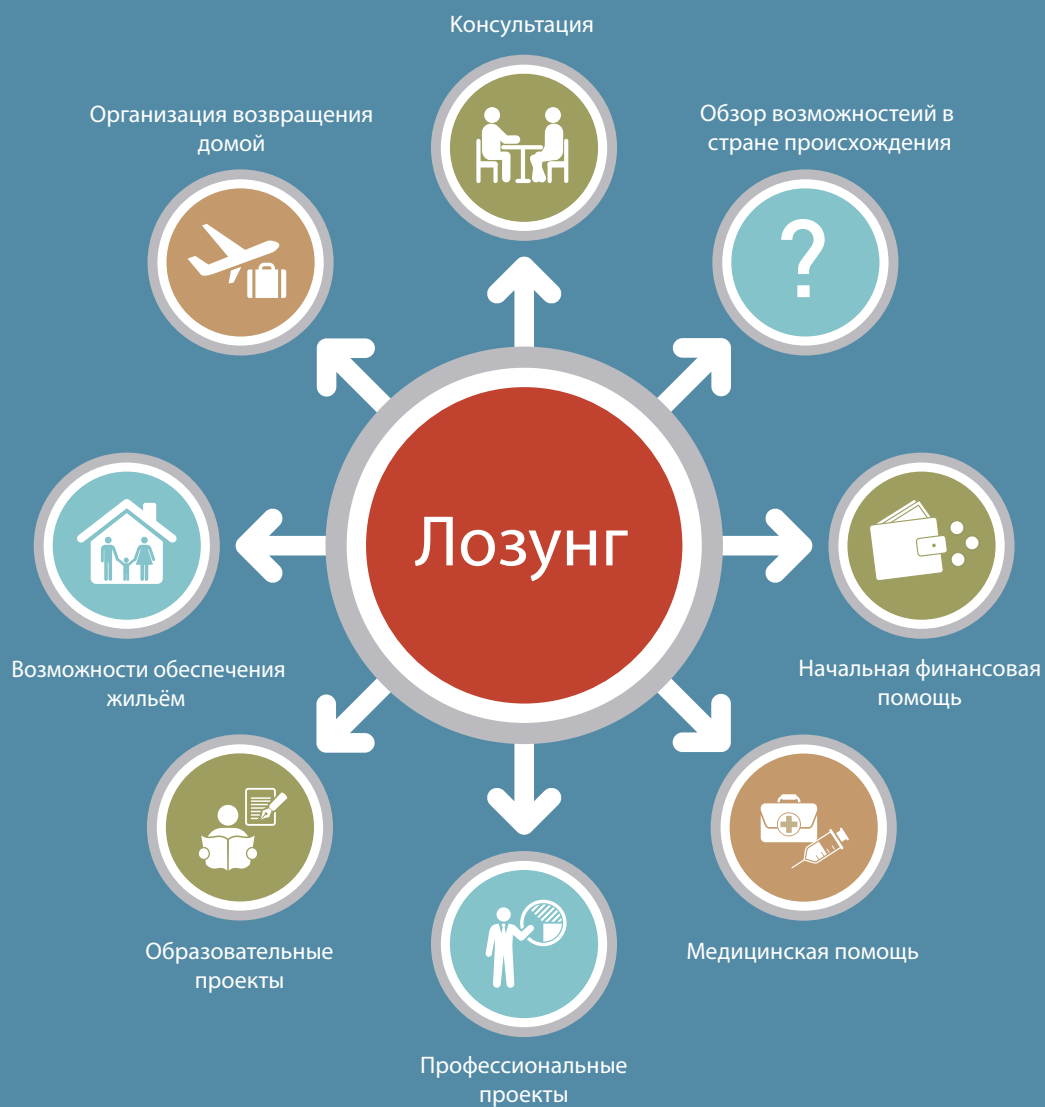 Консультация
Организация возвращения
домой
Обзор возможностеий в
стране происхождения
?
Лозунг
Возможности обеспечения
жильём
Начальная финансовая
помощь
Образовательные
проекты
Медицинская помощь
Профессиональные
проекты